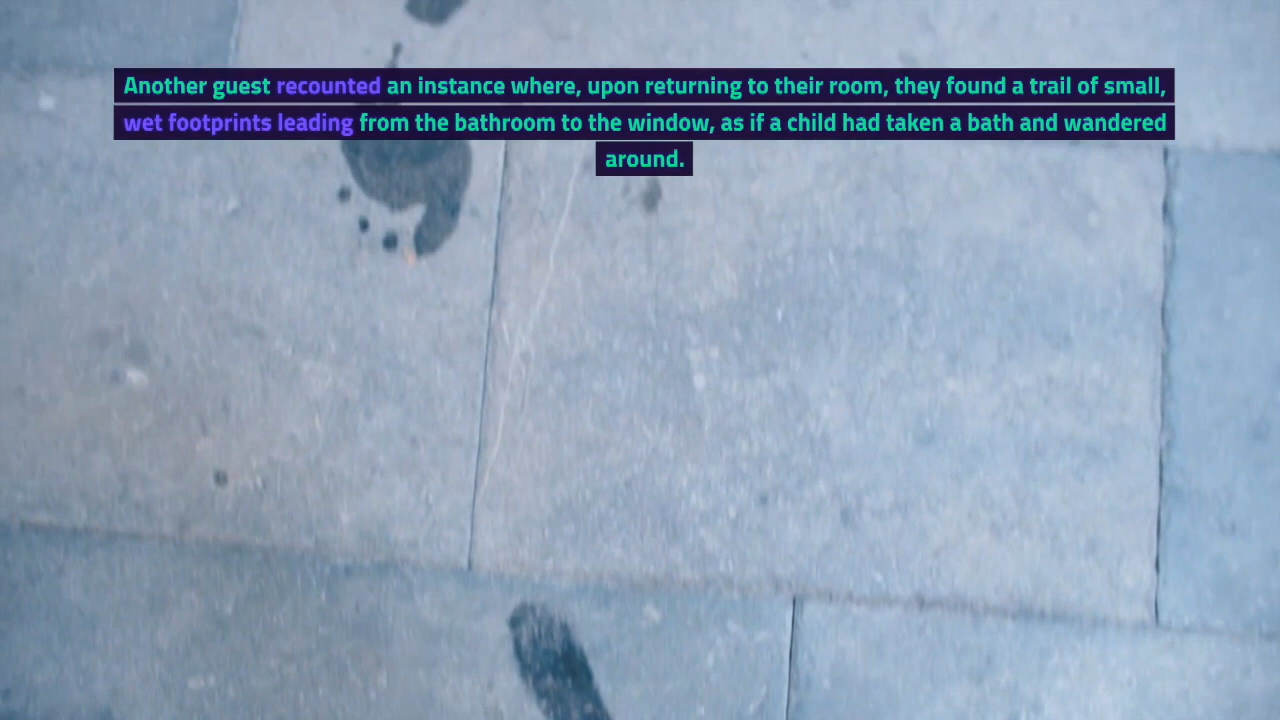 Another guest recounted an instance where, upon returning to their room, they found a trail of small,
wet footprints leading from the bathroom to the window, as if a child had taken a bath and wandered
around.